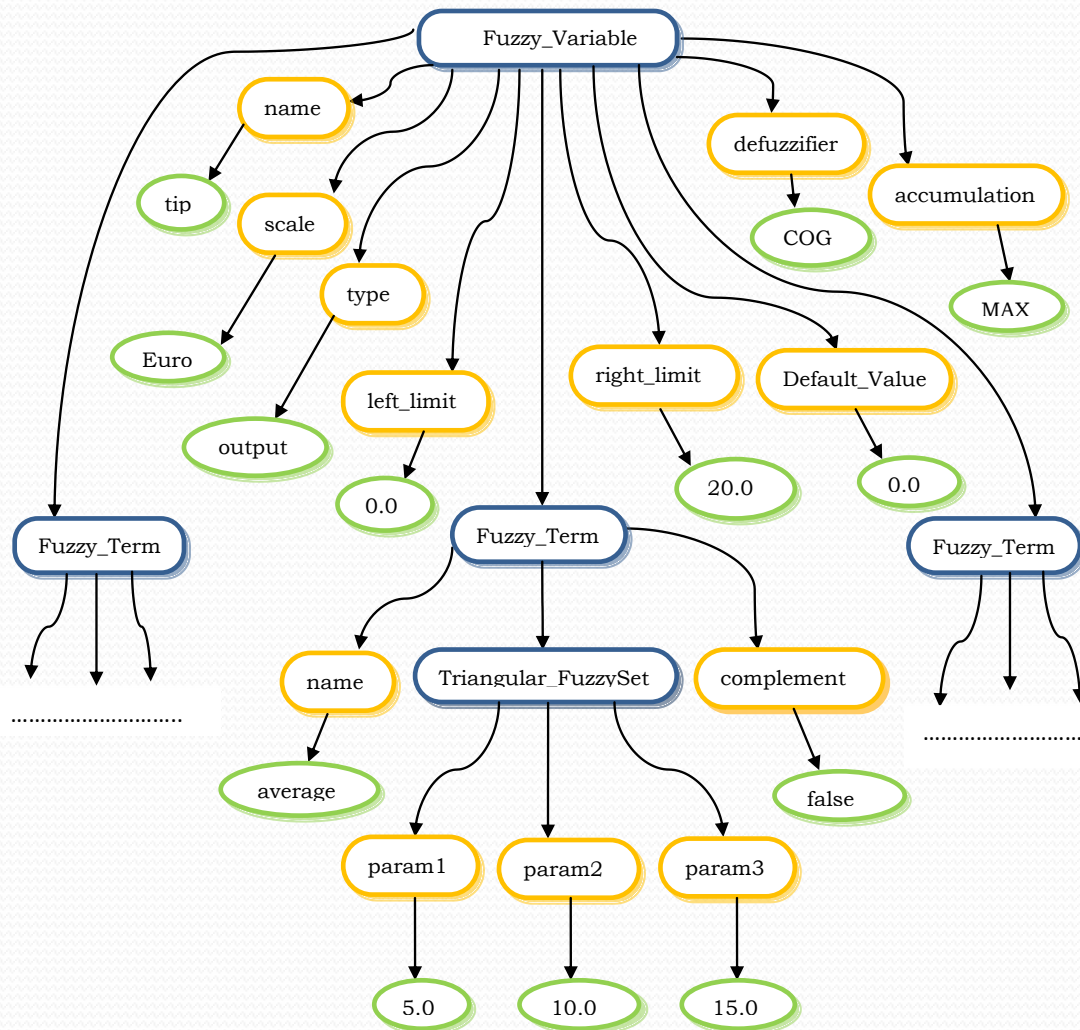 Fuzzy_Variable
name
defuzzifier
accumulation
tip
scale
COG
type
MAX
Euro
right_limit
Default_Value
left_limit
output
20.0
0.0
0.0
Fuzzy_Term
Fuzzy_Term
Fuzzy_Term
name
Triangular_FuzzySet
complement
.............................
.............................
average
false
param1
param2
param3
5.0
10.0
15.0